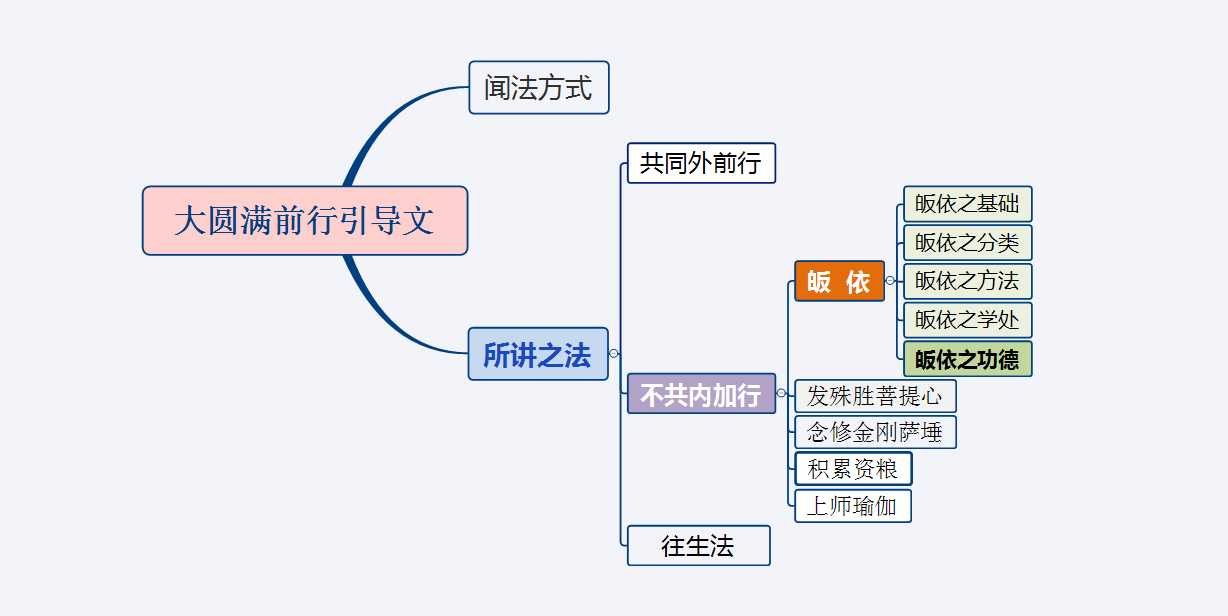 大圆满前行引导文
闻法方式
所讲之法
共同外前行
不共内加行
皈 依
皈依之基础
皈依之分类
皈依之方法
皈依之学处
皈依之功德
发殊胜菩提心
念修金刚萨埵
积累资粮
上师瑜伽
往生法